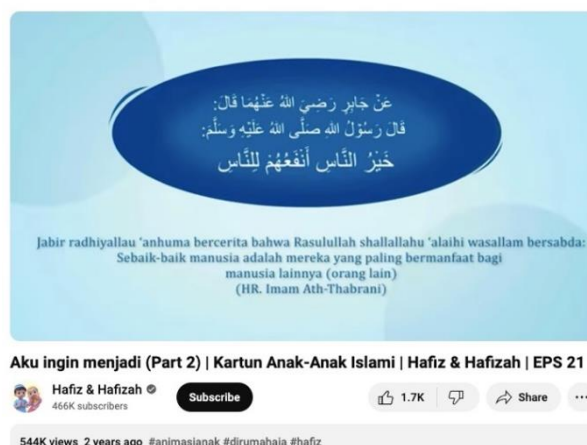 عَنْ جَابِرٍ رَضِيَ اللهُ عَنْهُمَا قَالَ:
قَالَ رَسُوْلُ اللهِ صَلَّى اللهُ عَلَيْهِ وَسَلَّمَ:
خَيْرُ النَّاسِ أَنْفَعُهُمْ لِلنَّاسِ
Jabir radhiyallau 'anhuma bercerita bahwa Rasulullah shallallahu 'alaihi wasallam bersabda:
Sebaik-baik manusia adalah mereka yang paling bermanfaat bagi
manusia lainnya (orang lain)
(HR. Imam Ath-Thabrani)
Aku ingin menjadi (Part 2) | Kartun Anak-Anak Islami | Hafiz & Hafizah | EPS 21
Hafiz & Hafizah
466K subscribers
Subscribe
1.7K
Share
544K views 2 years ago #animasianak #dirumahaja #hafiz